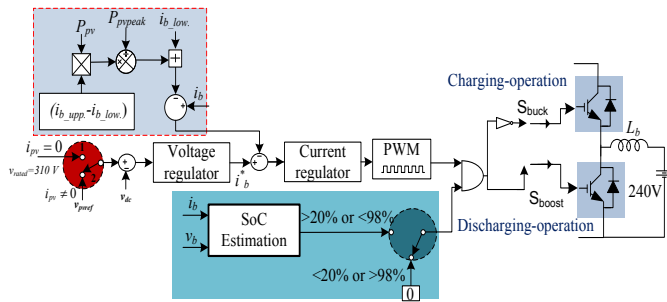 P_pv
P_pvpeak
i_b_low.
(i_b_upp.-i_b_low.)
i_b
i_pv = 0
v_rated=310 V
i_pv ≠ 0
v_pvref
1
2
v_dc
Voltage
regulator
i*_b
Current
regulator
PWM
i_b
v_b
SoC
Estimation
>20% or <98%
<20% or >98%
0
Charging-operation
S_buck
S_boost
L_b
240V
Discharging-operation